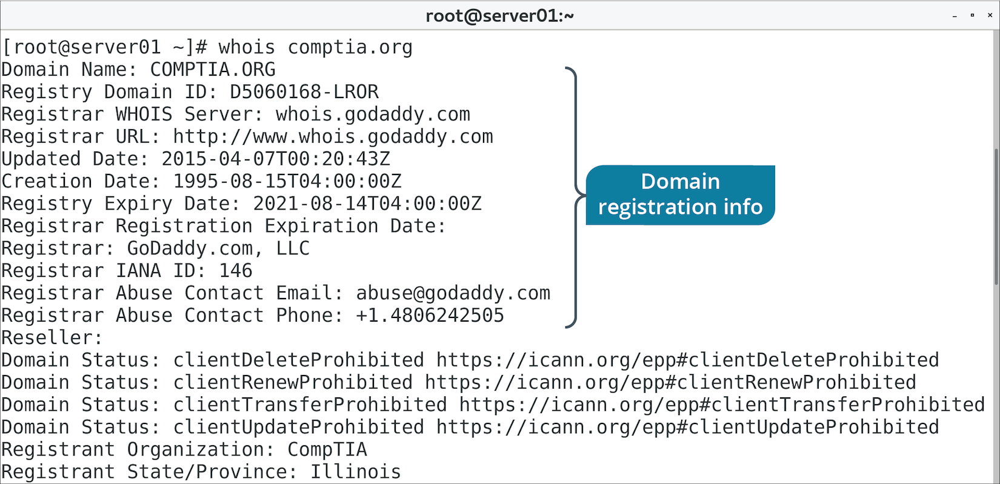 root@server01:~
[root@server01 ~]# whois comptia.org
Domain Name: COMPTIA.ORG
Registry Domain ID: D5060168-LROR
Registrar WHOIS Server: whois.godaddy.com
Registrar URL: http://www.whois.godaddy.com
Updated Date: 2015-04-07T00:20:43Z
Creation Date: 1995-08-15T04:00:00Z
Registry Expiry Date: 2021-08-14T04:00:00Z
Registrar Registration Expiration Date:
Registrar: GoDaddy.com, LLC
Registrar IANA ID: 146
Registrar Abuse Contact Email: abuse@godaddy.com
Registrar Abuse Contact Phone: +1.4806242505
Reseller:
Domain Status: clientDeleteProhibited https://icann.org/epp#clientDeleteProhibited
Domain Status: clientRenewProhibited https://icann.org/epp#clientRenewProhibited
Domain Status: clientTransferProhibited https://icann.org/epp#clientTransferProhibited
Domain Status: clientUpdateProhibited https://icann.org/epp#clientUpdateProhibited
Registrant Organization: CompTIA
Registrant State/Province: Illinois
Domain
registration info